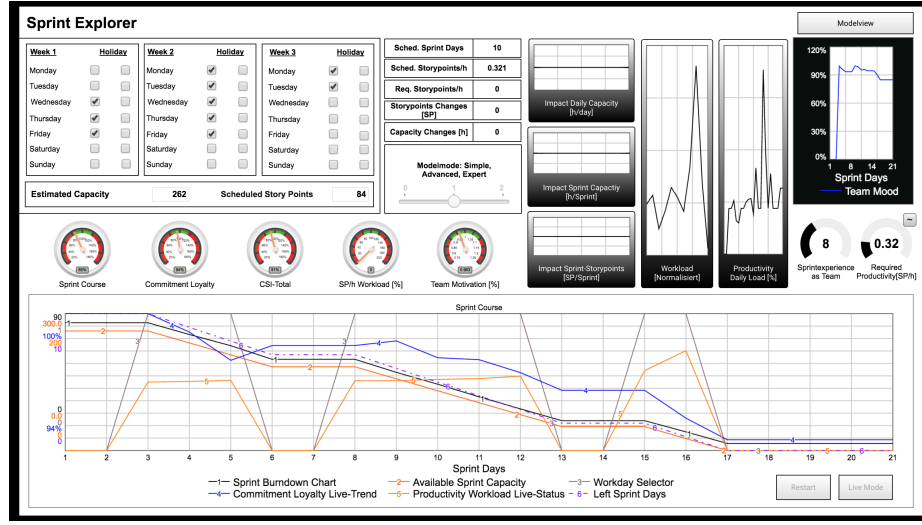 Sprint Explorer
Modelview
Week 1 Holiday
Monday
Tuesday
Wednesday
Thursday
Friday
Saturday
Sunday
Week 2 Holiday
Monday
Tuesday
Wednesday
Thursday
Friday
Saturday
Sunday
Week 3 Holiday
Monday
Tuesday
Wednesday
Thursday
Friday
Saturday
Sunday
Estimated Capacity 262 Scheduled Story Points 84
Sched. Sprint Days 10
Sched. Storypoints/h 0.321
Req. Storypoints/h 0
Storypoints Changes
[SP] 0
Capacity Changes [h] 0
Modelmode: Simple,
Advanced, Expert
0 1 2
Impact Daily Capacity
[h/day]
Impact Sprint Capactiy
[h/Sprint]
Impact Sprint-Storypoints
[SP/Sprint]
Workload
[Normalisiert]
Productivity
Daily Load [%]
120%
90%
60%
30%
0%
1 8 14 21
Sprint Days
Team Mood
8
Sprintexperience
as Team
0.32
Required
Productivity[SP/h]
Sprint Course
Commitment Loyalty
CSI-Total
SP/h Workload [%]
Team Motivation [%]
Sprint Course
90
300.0
1
100%
200
10
0
0.0
0
94%
0
0
1 2 3 4 5 6 7 8 9 10 11 12 13 14 15 16 17 18 19 20 21
Sprint Days
1 Sprint Burndown Chart
2 Available Sprint Capacity
3 Workday Selector
4 Commitment Loyalty Live-Trend
5 Productivity Workload Live-Status
6 Left Sprint Days
Restart
Live Mode